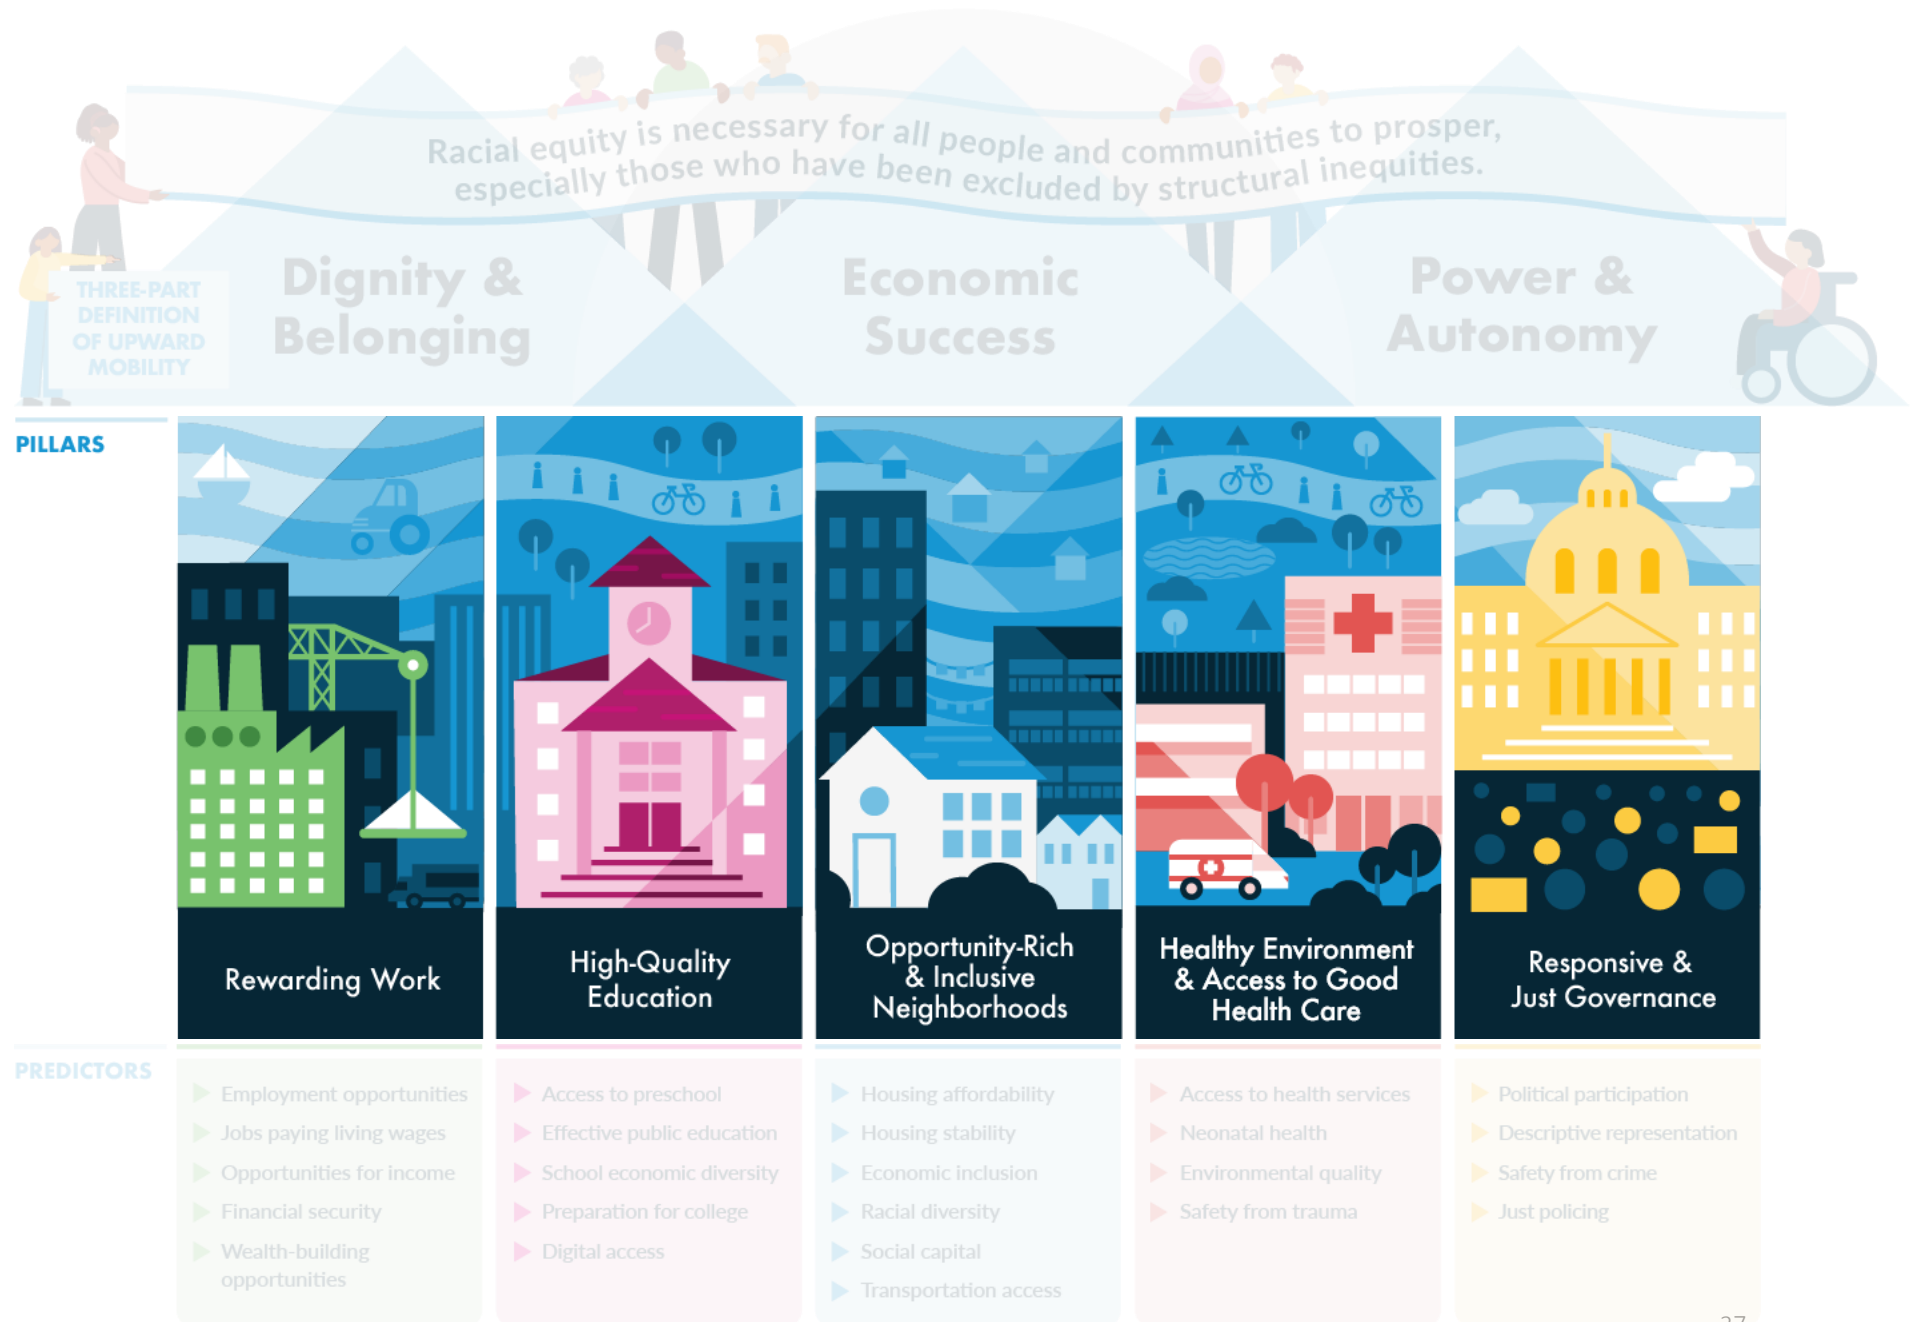 Racial equity is necessary for all people and communities to prosper,
especially those who have been excluded by structural inequities.
THREE-PART
DEFINITION
OF UPWARD
MOBILITY
Dignity &
Belonging
Economic
Success
Power &
Autonomy
PILLARS
Rewarding Work
High-Quality
Education
Opportunity-Rich
& Inclusive
Neighborhoods
Healthy Environment
& Access to Good
Health Care
Responsive &
Just Governance
PREDICTORS
Employment opportunities
Jobs paying living wages
Opportunities for income
Financial security
Wealth-building
opportunities
Access to preschool
Effective public education
School economic diversity
Preparation for college
Digital access
Housing affordability
Housing stability
Economic inclusion
Racial diversity
Social capital
Transportation access
Access to health services
Neonatal health
Environmental quality
Safety from trauma
Political participation
Descriptive representation
Safety from crime
Just policing